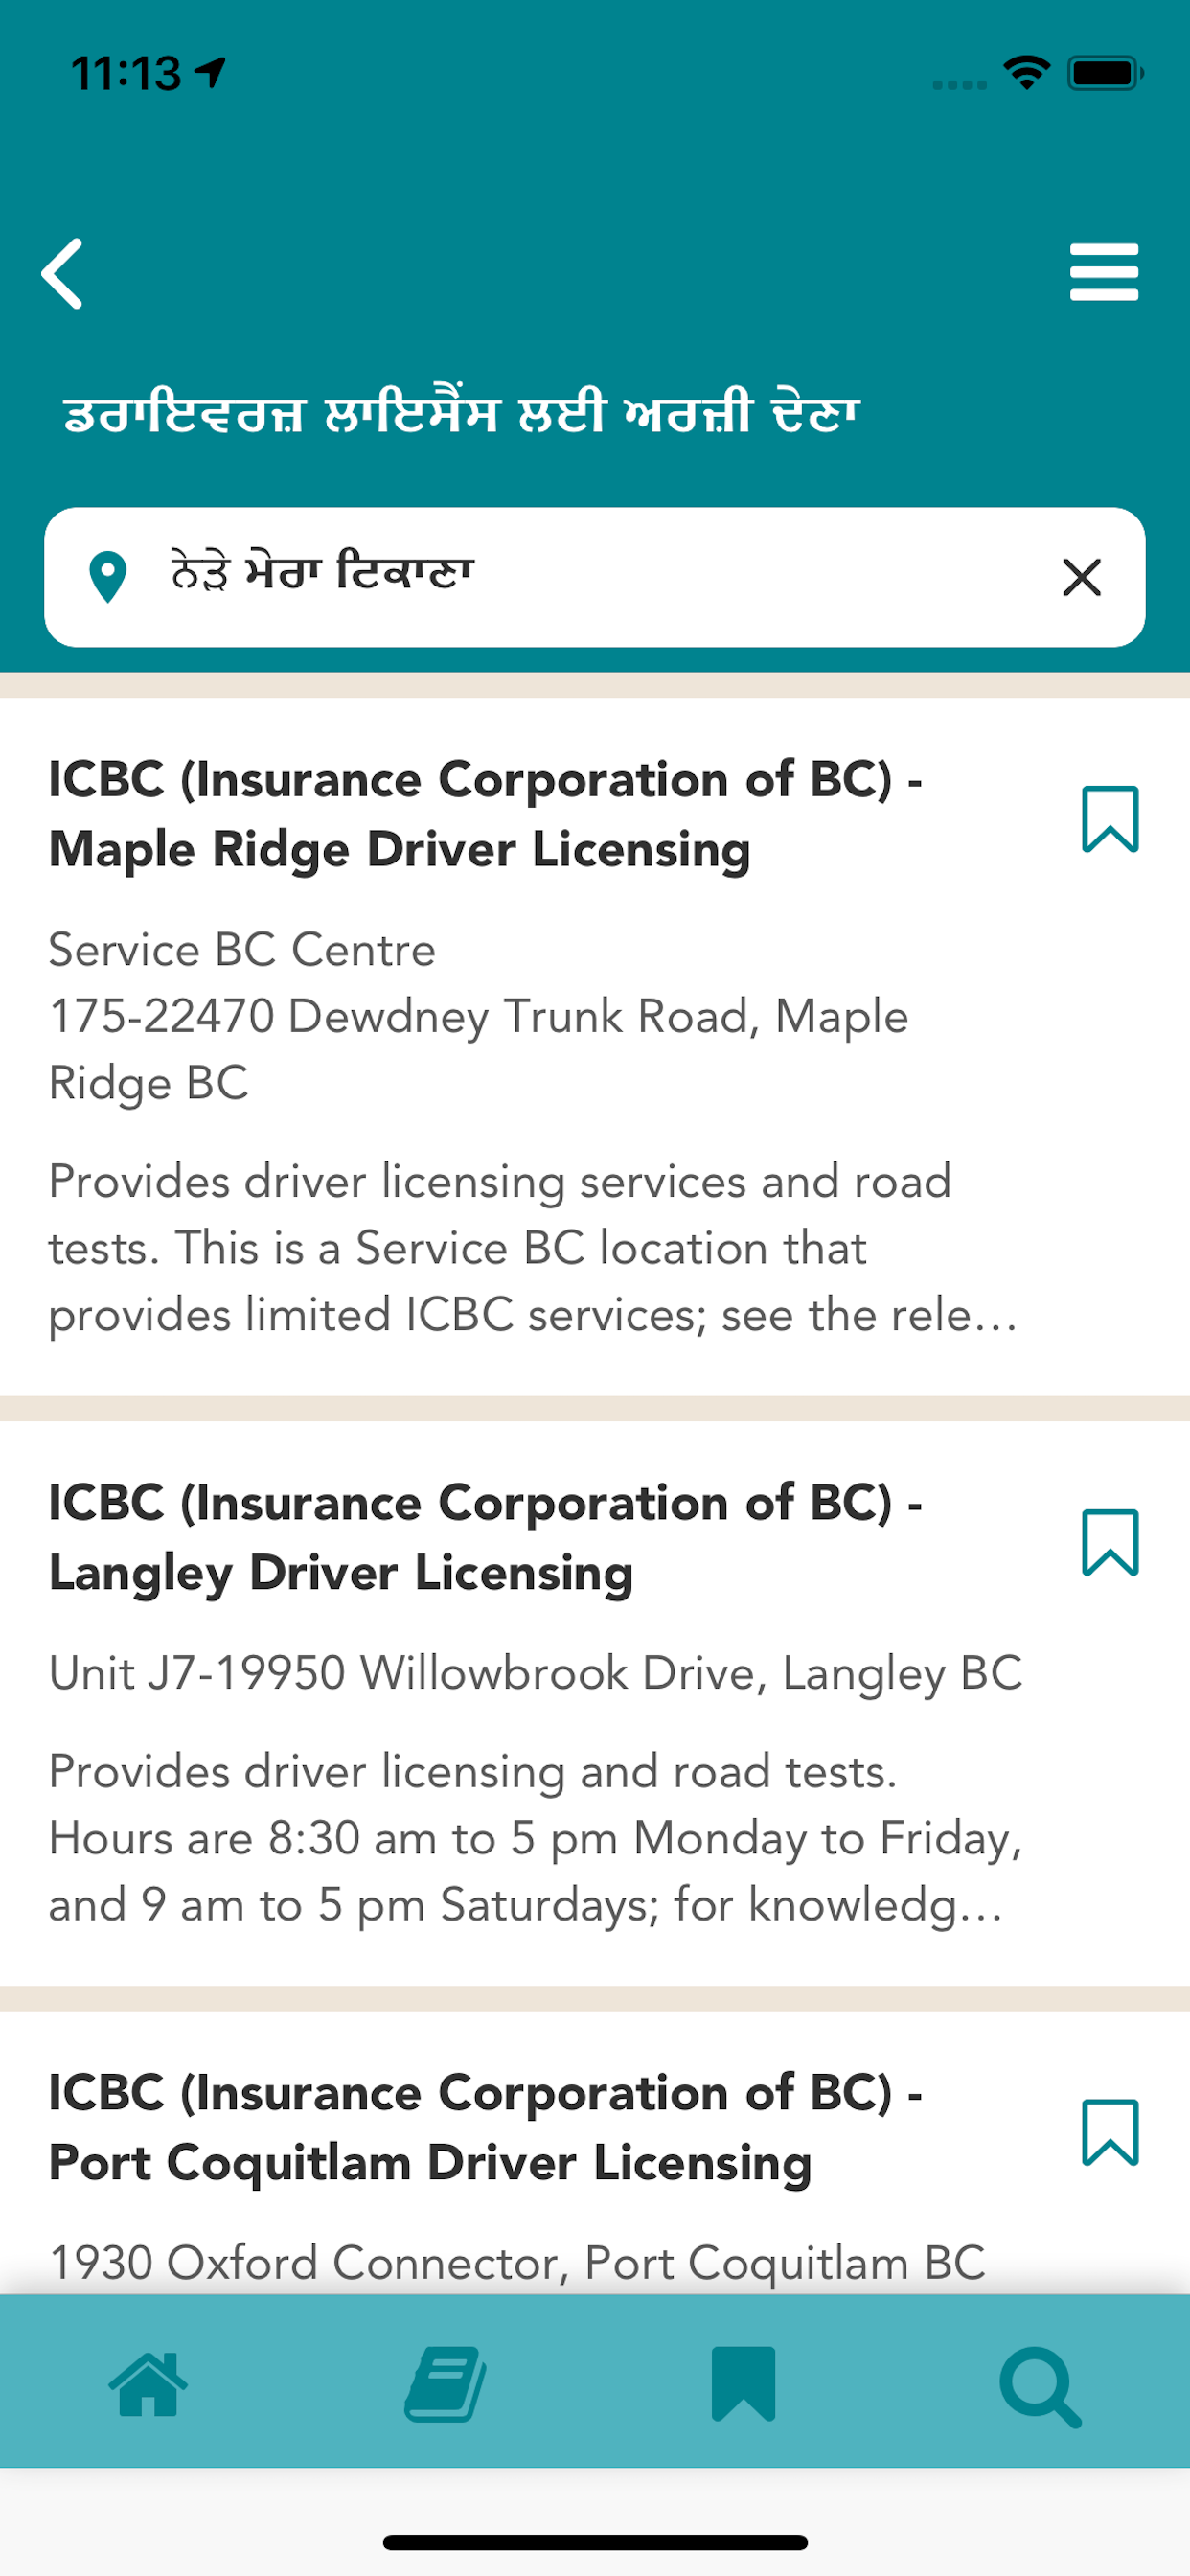 11:13
ਡਰਾਇਵਰਜ਼ ਲਾਇਸੈਂਸ ਲਈ ਅਰਜ਼ੀ ਦੇਣਾ
ਨੇੜੇ ਮੇਰਾ ਟਿਕਾਣਾ
ICBC (Insurance Corporation of BC) -
Maple Ridge Driver Licensing
Service BC Centre
175-22470 Dewdney Trunk Road, Maple
Ridge BC
Provides driver licensing services and road
tests. This is a Service BC location that
provides limited ICBC services; see the rele...
ICBC (Insurance Corporation of BC) -
Langley Driver Licensing
Unit J7-19950 Willowbrook Drive, Langley BC
Provides driver licensing and road tests.
Hours are 8:30 am to 5 pm Monday to Friday,
and 9 am to 5 pm Saturdays; for knowledg...
ICBC (Insurance Corporation of BC) -
Port Coquitlam Driver Licensing
1930 Oxford Connector, Port Coquitlam BC